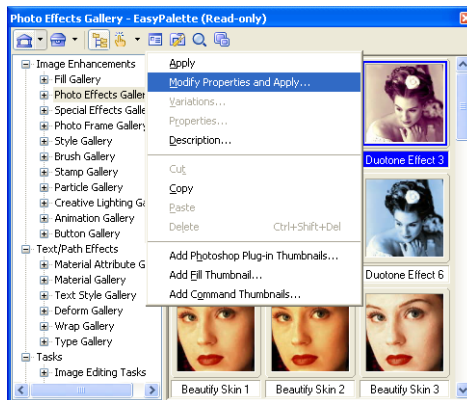 Photo Effects Gallery - EasyPalette (Read-only)
Image Enhancements
Fill Gallery
Photo Effects Galler
Special Effects Galle
Photo Frame Gallery
Style Gallery
Brush Gallery
Stamp Gallery
Particle Gallery
Creative Lighting Ga
Animation Gallery
Button Gallery
Text/Path Effects
Material Attribute G
Material Gallery
Text Style Gallery
Deform Gallery
Wrap Gallery
Type Gallery
Tasks
Image Editing Tasks
Apply
Modify Properties and Apply...
Variations...
Properties...
Description...
Cut
Copy
Paste
Delete Ctrl+Shift+Del
Add Photoshop Plug-in Thumbnails...
Add Fill Thumbnail...
Add Command Thumbnails...
Duotone Effect 3
Duotone Effect 6
Beautify Skin 1 Beautify Skin 2 Beautify Skin 3